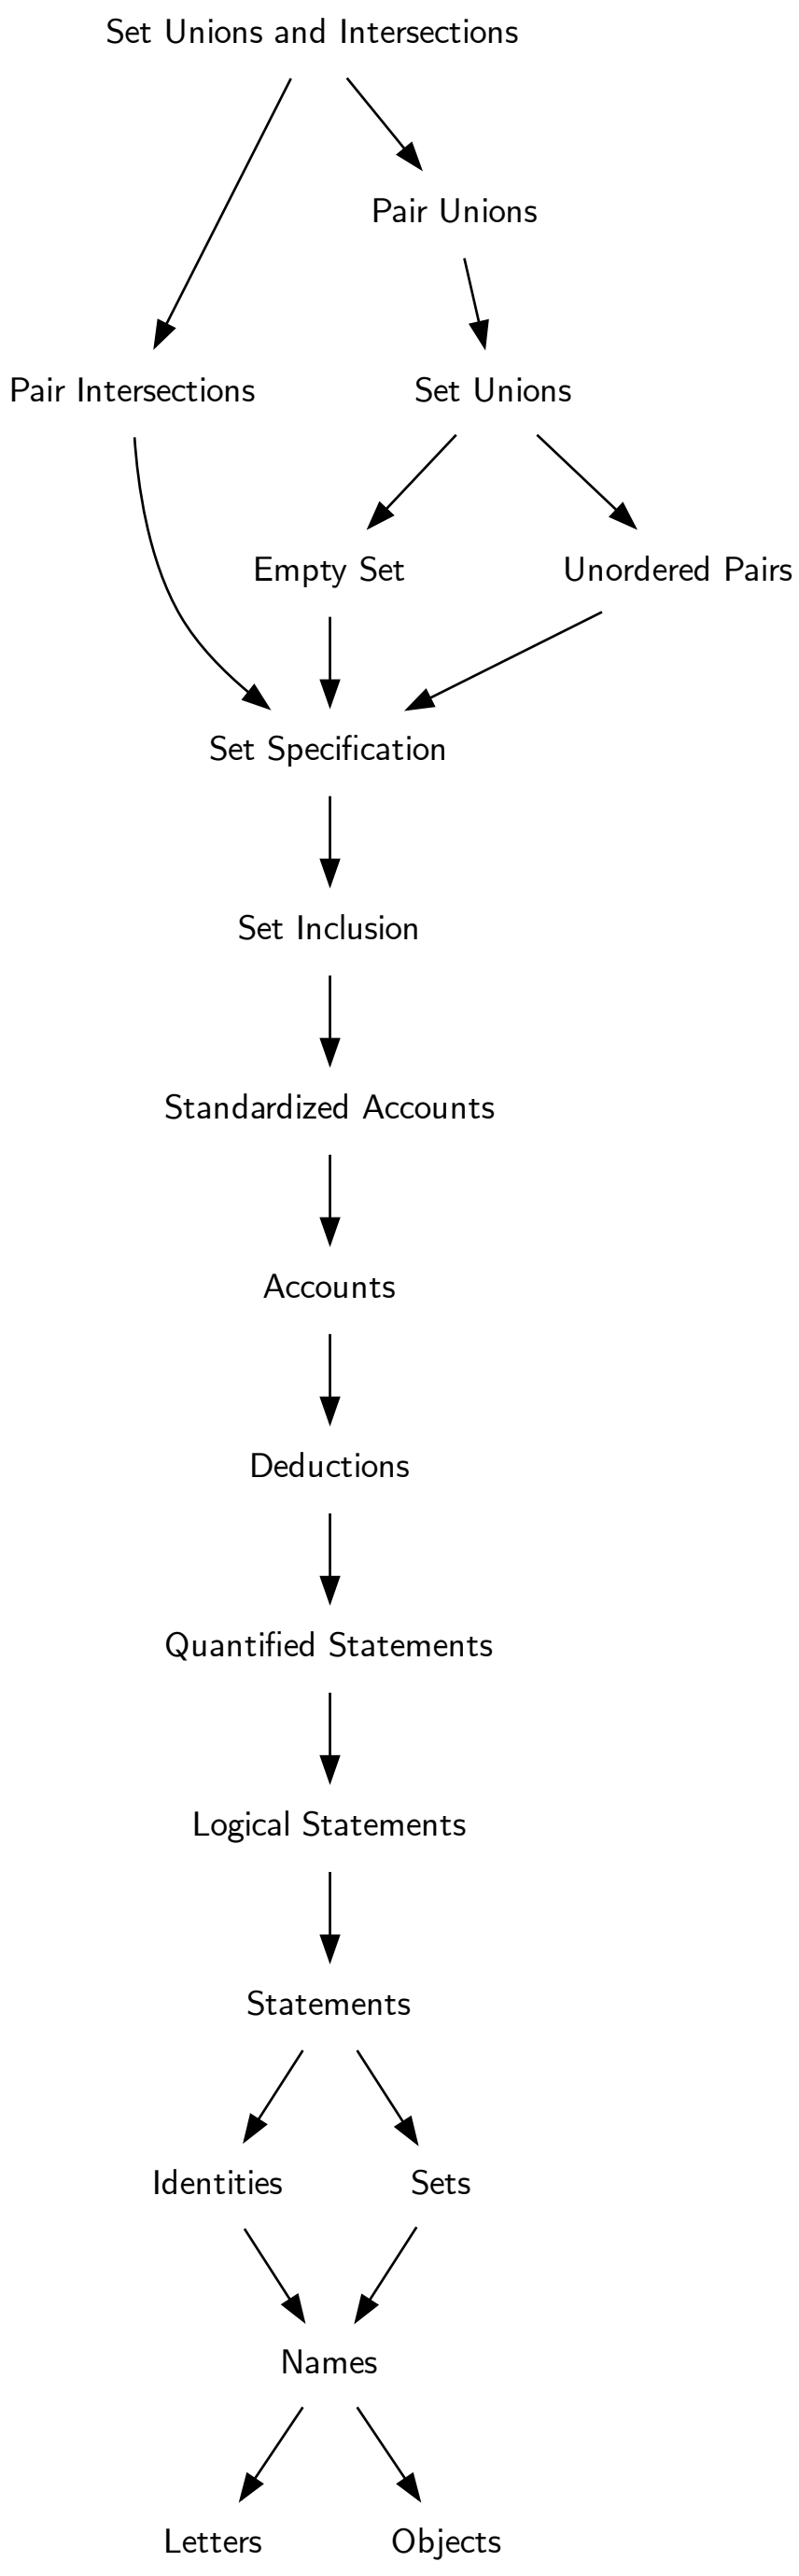 Set Unions and Intersections
Pair Unions
Pair Intersections
Set Unions
Empty Set
Unordered Pairs
Set Specification
Set Inclusion
Standardized Accounts
Accounts
Deductions
Quantified Statements
Logical Statements
Statements
Identities
Sets
Names
Letters
Objects